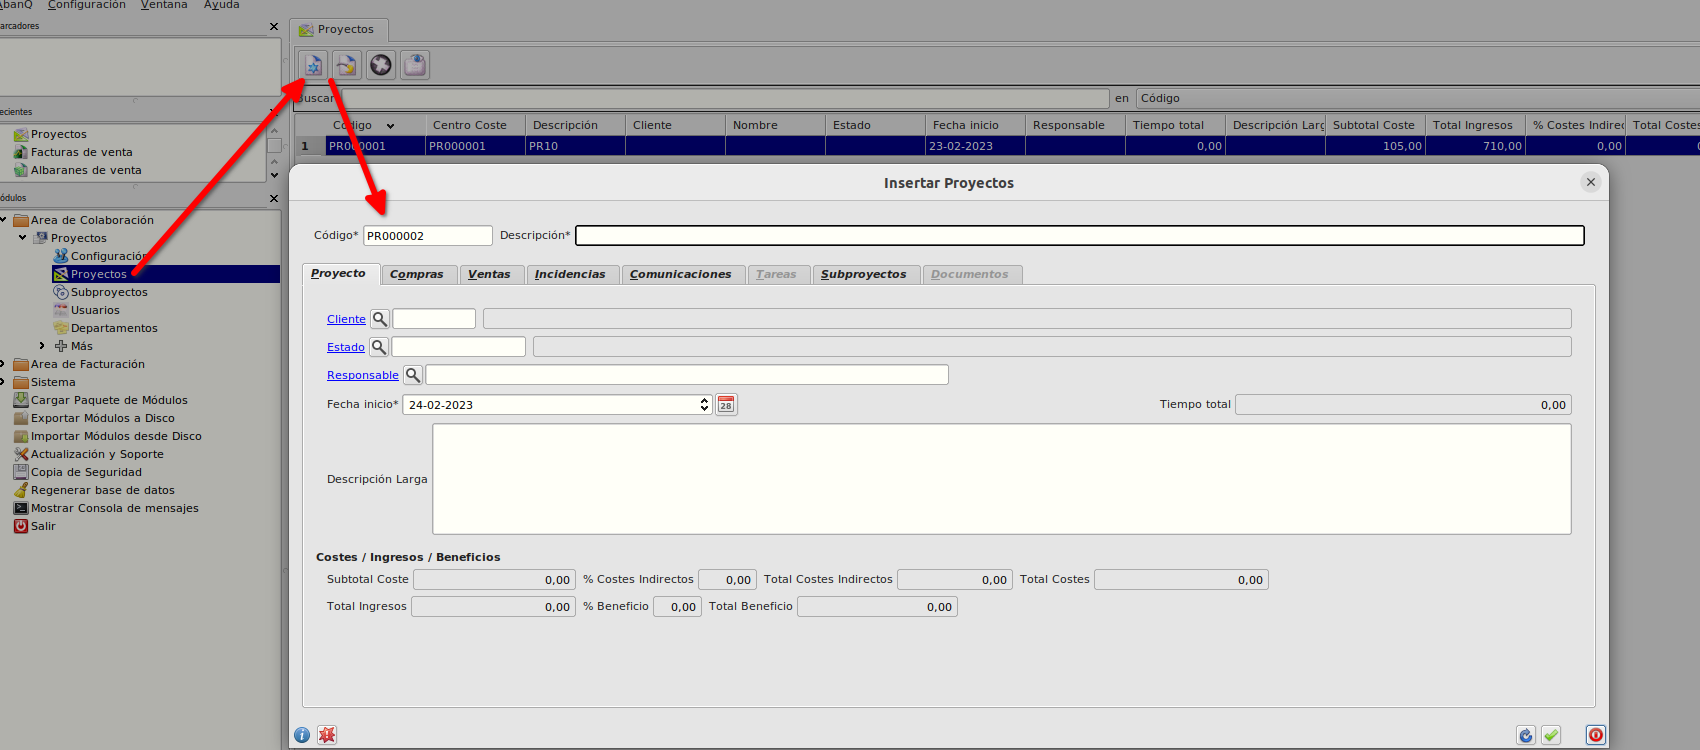 AbanQ Configuración Ventana Ayuda
arcadores
Proyectos
Buscar en Código
ecientes
Proyectos
Facturas de venta
Albaranes de venta
Código Centro Coste Descripción Cliente Nombre Estado Fecha inicio Responsable Tiempo total Descripción Larg Subtotal Coste Total Ingresos % Costes Indirec Total Costes
1 PR000001 PR000001 PR10 23-02-2023 0,00 105,00 710,00 0,00
ódulos
Area de Colaboración
Proyectos
Configuración
Proyectos
Subproyectos
Usuarios
Departamentos
Más
Area de Facturación
Sistema
Cargar Paquete de Módulos
Exportar Módulos a Disco
Importar Módulos desde Disco
Actualización y Soporte
Copia de Seguridad
Regenerar base de datos
Mostrar Consola de mensajes
Salir
Insertar Proyectos
Código* PR000002 Descripción*
Proyecto Compras Ventas Incidencias Comunicaciones Tareas Subproyectos Documentos
Cliente
Estado
Responsable
Fecha inicio* 24-02-2023 28 Tiempo total 0,00
Descripción Larga
Costes / Ingresos / Beneficios
Subtotal Coste 0,00 % Costes Indirectos 0,00 Total Costes Indirectos 0,00 Total Costes 0,00
Total Ingresos 0,00 % Beneficio 0,00 Total Beneficio 0,00